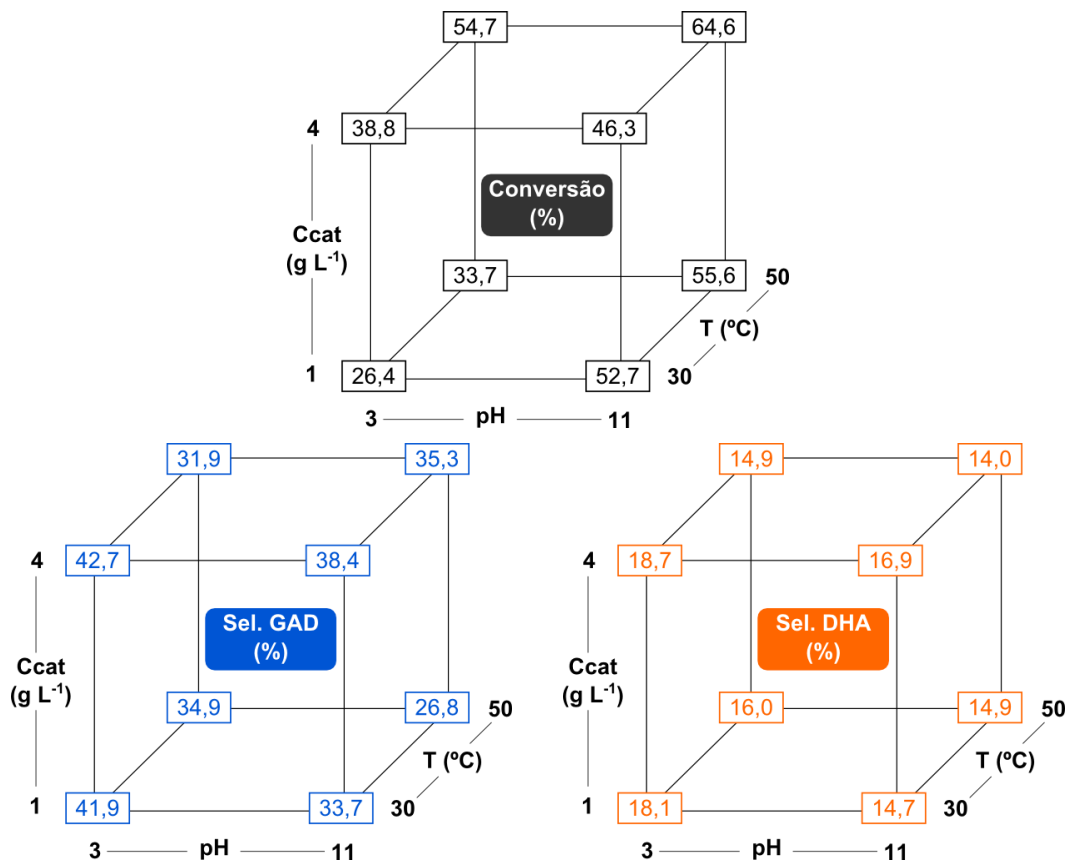 54,7 64,6
4 38,8 46,3
Conversão
(%)
Ccat
(g L⁻¹)
33,7 55,6 50
T (ºC)
1 26,4 52,7 30
3 pH 11
31,9 35,3
4 42,7 38,4
Sel. GAD
(%)
Ccat
(g L⁻¹)
34,9 26,8 50
T (ºC)
1 41,9 33,7 30
3 pH 11
14,9 14,0
4 18,7 16,9
Sel. DHA
(%)
Ccat
(g L⁻¹)
16,0 14,9 50
T (ºC)
1 18,1 14,7 30
3 pH 11